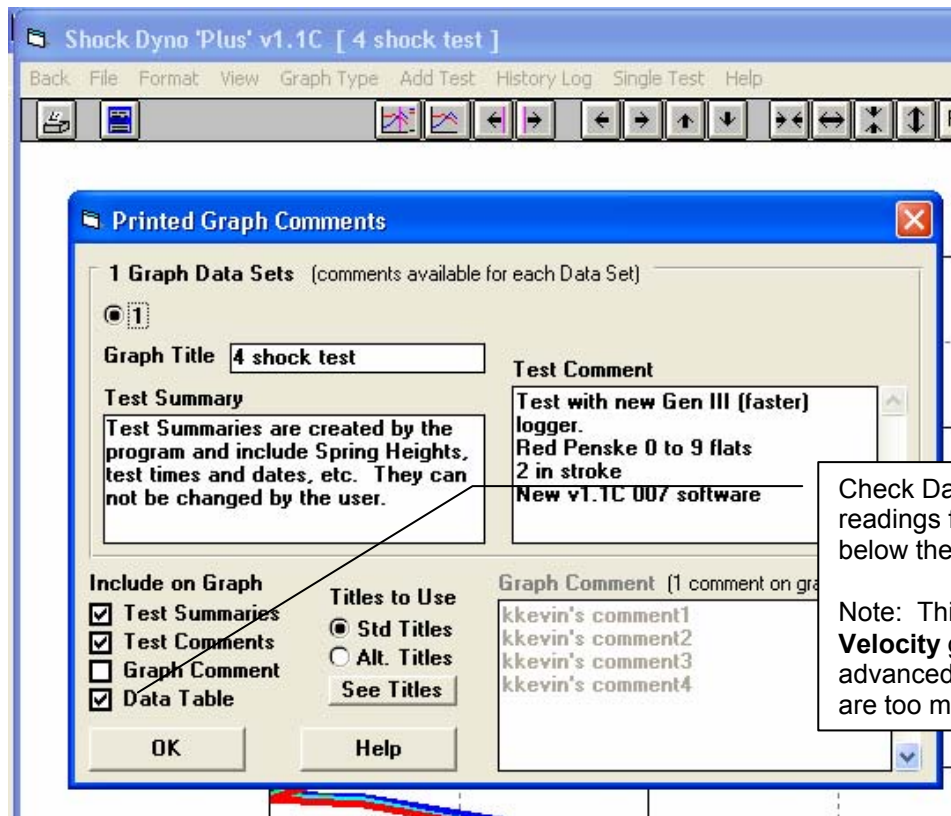 Shock Dyno 'Plus' v1.1C [ 4 shock test ]
Back File Format View Graph Type Add Test History Log Single Test Help
Printed Graph Comments
1 Graph Data Sets (comments available for each Data Set)
1
Graph Title 4 shock test
Test Summary
Test Summaries are created by the
program and include Spring Heights,
test times and dates, etc. They can
not be changed by the user.
Test Comment
Test with new Gen III (faster)
logger.
Red Penske 0 to 9 flats
2 in stroke
New v1.1C 007 software
Check Da
readings
below the
Note: Thi
Velocity
advanced
are too m
Include on Graph
Test Summaries
Test Comments
Graph Comment
Data Table
Titles to Use
Std Titles
Alt. Titles
See Titles
Graph Comment (1 comment on gra
kkevin's comment1
kkevin's comment2
kkevin's comment3
kkevin's comment4
OK
Help